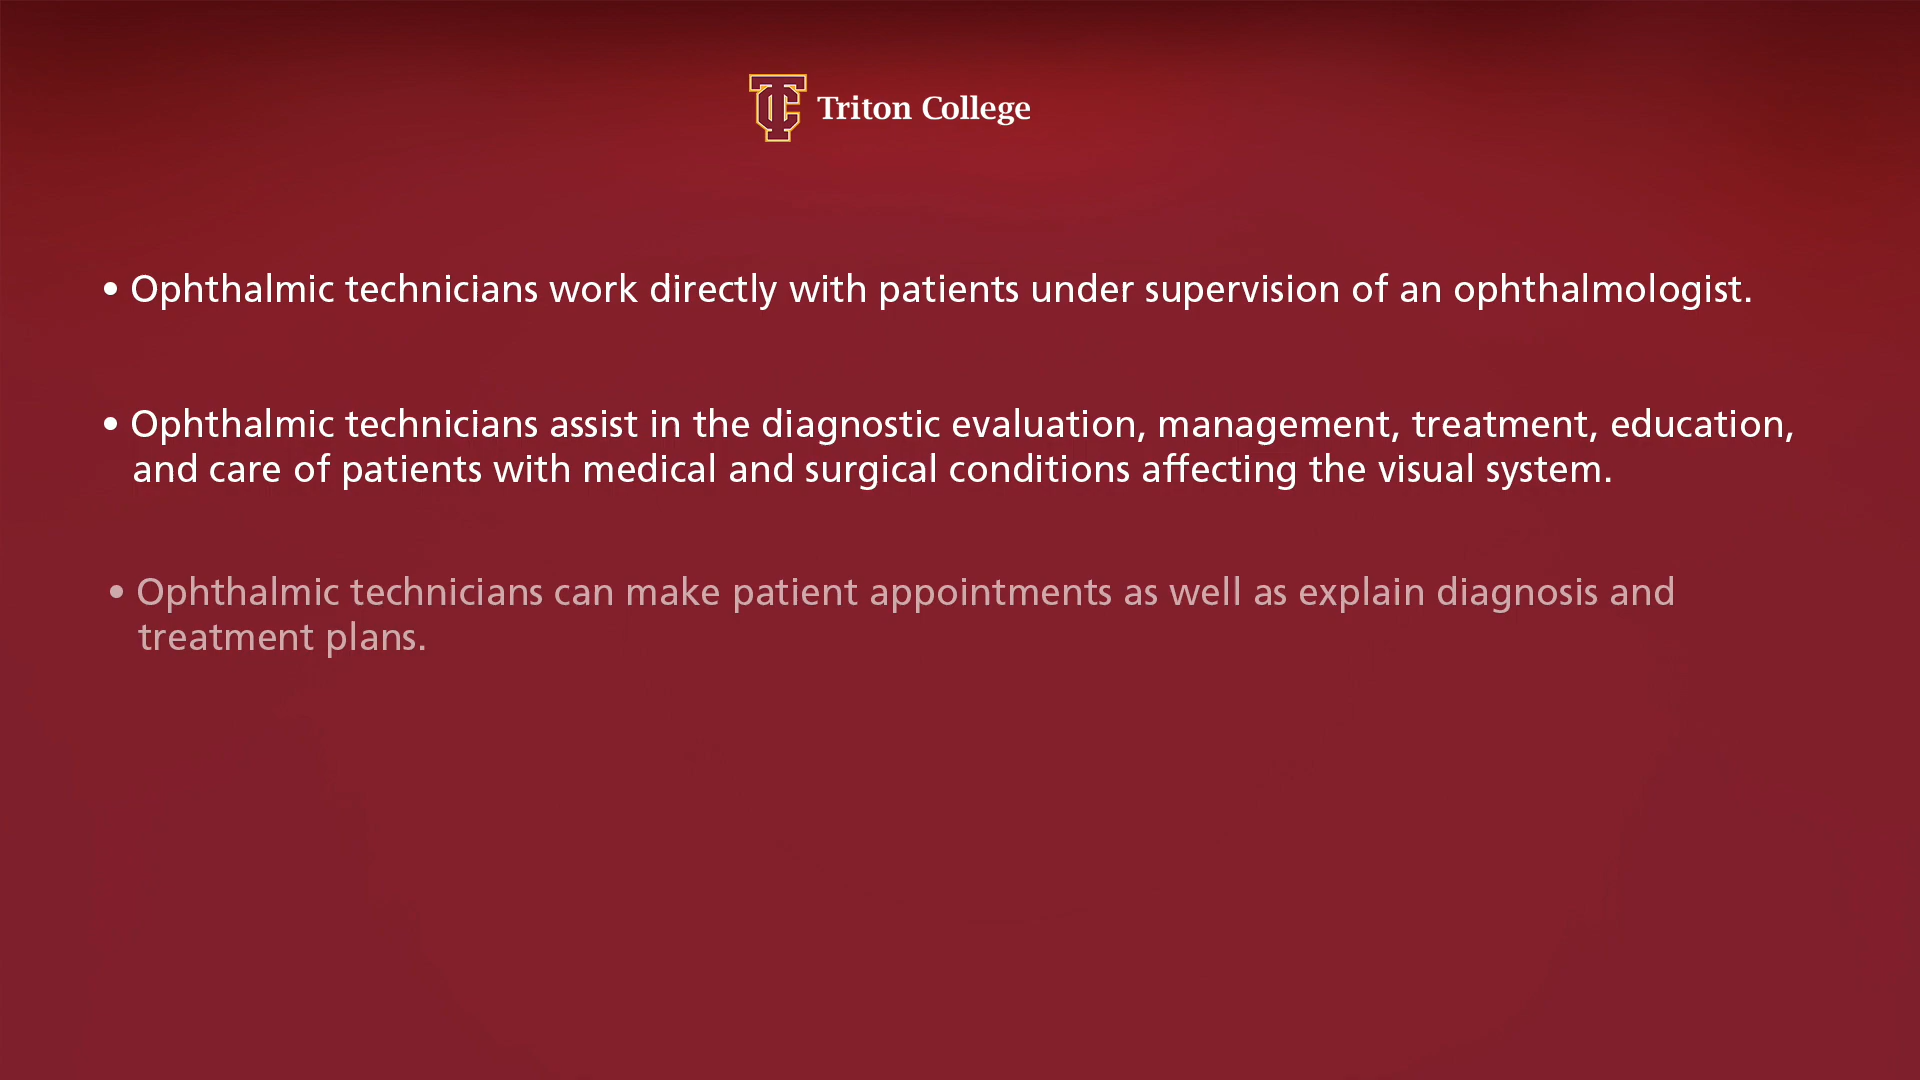 TC Triton College
• Ophthalmic technicians work directly with patients under supervision of an ophthalmologist.
• Ophthalmic technicians assist in the diagnostic evaluation, management, treatment, education,
and care of patients with medical and surgical conditions affecting the visual system.
• Ophthalmic technicians can make patient appointments as well as explain diagnosis and
treatment plans.